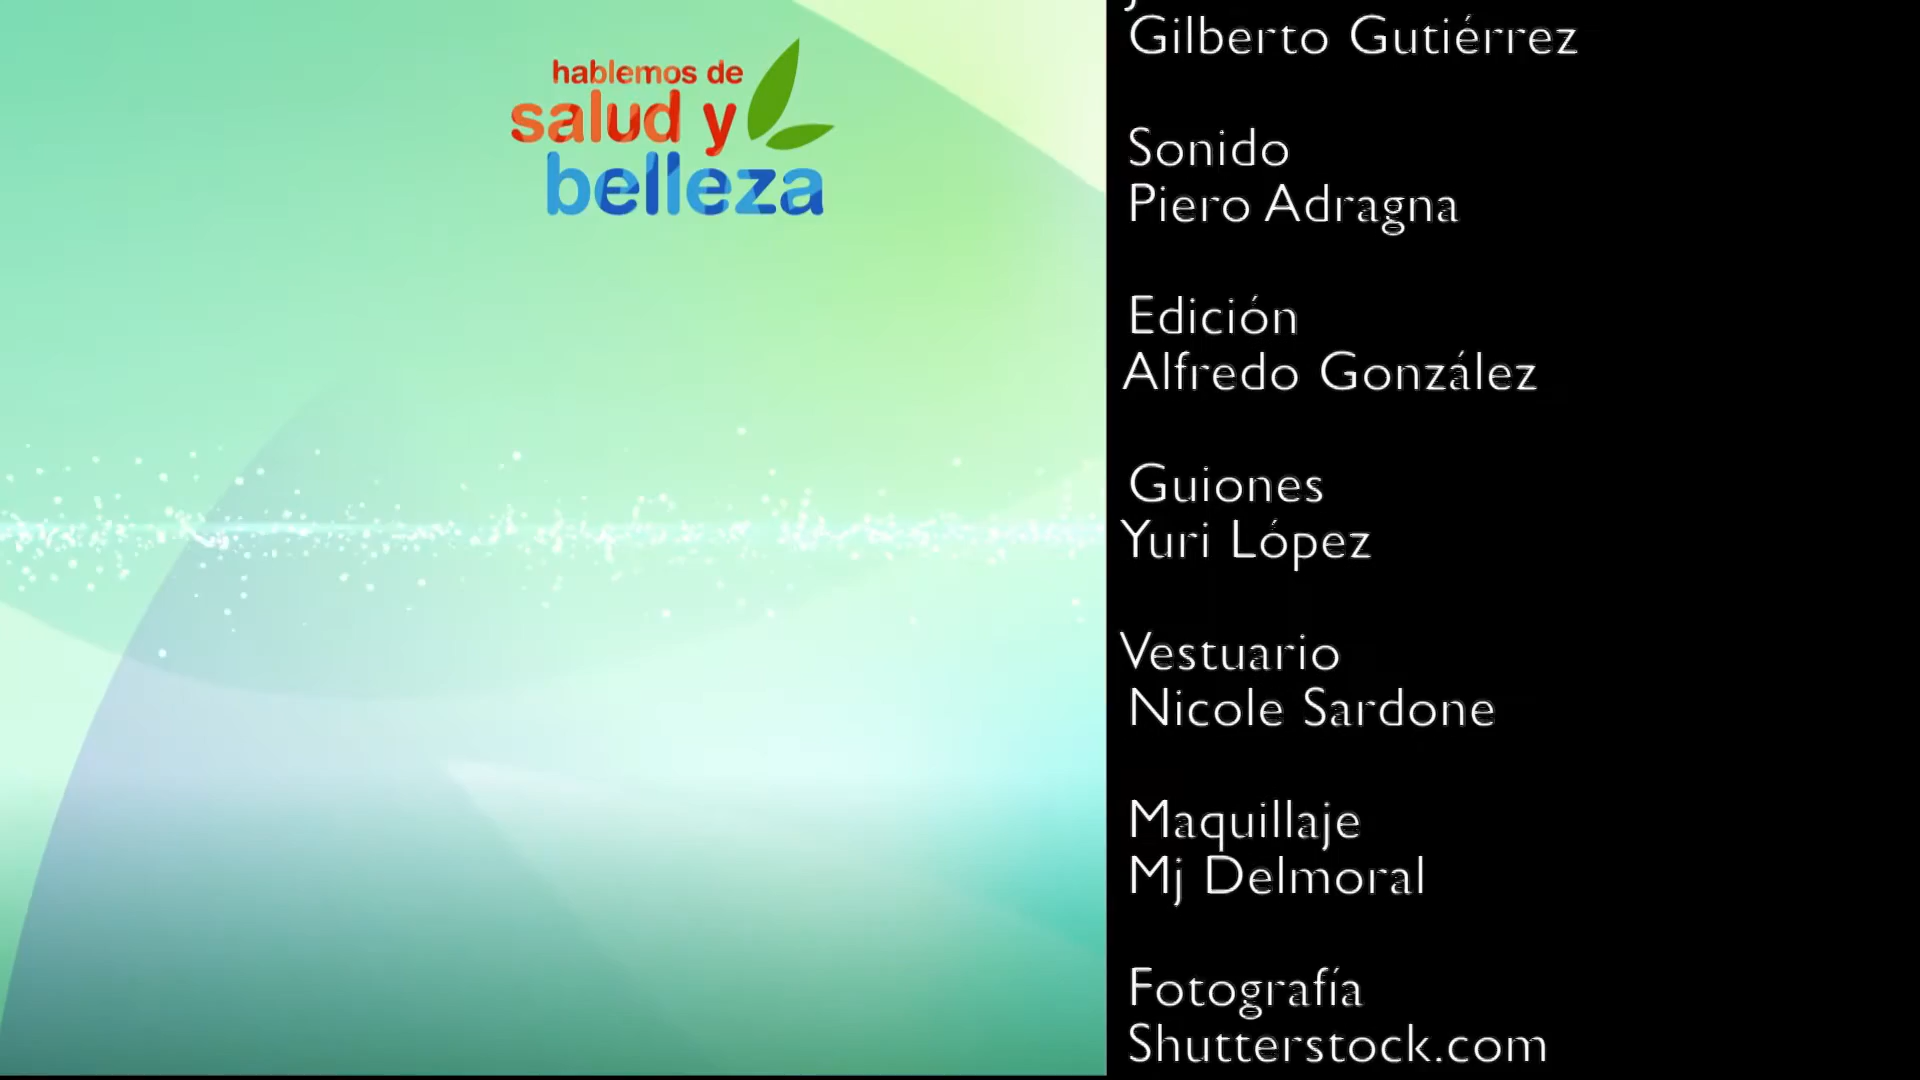 hablemos de
salud y
belleza
Gilberto Gutiérrez
Sonido
Piero Adragna
Edición
Alfredo González
Guiones
Yuri López
Vestuario
Nicole Sardone
Maquillaje
Mj Delmoral
Fotografía
Shutterstock.com